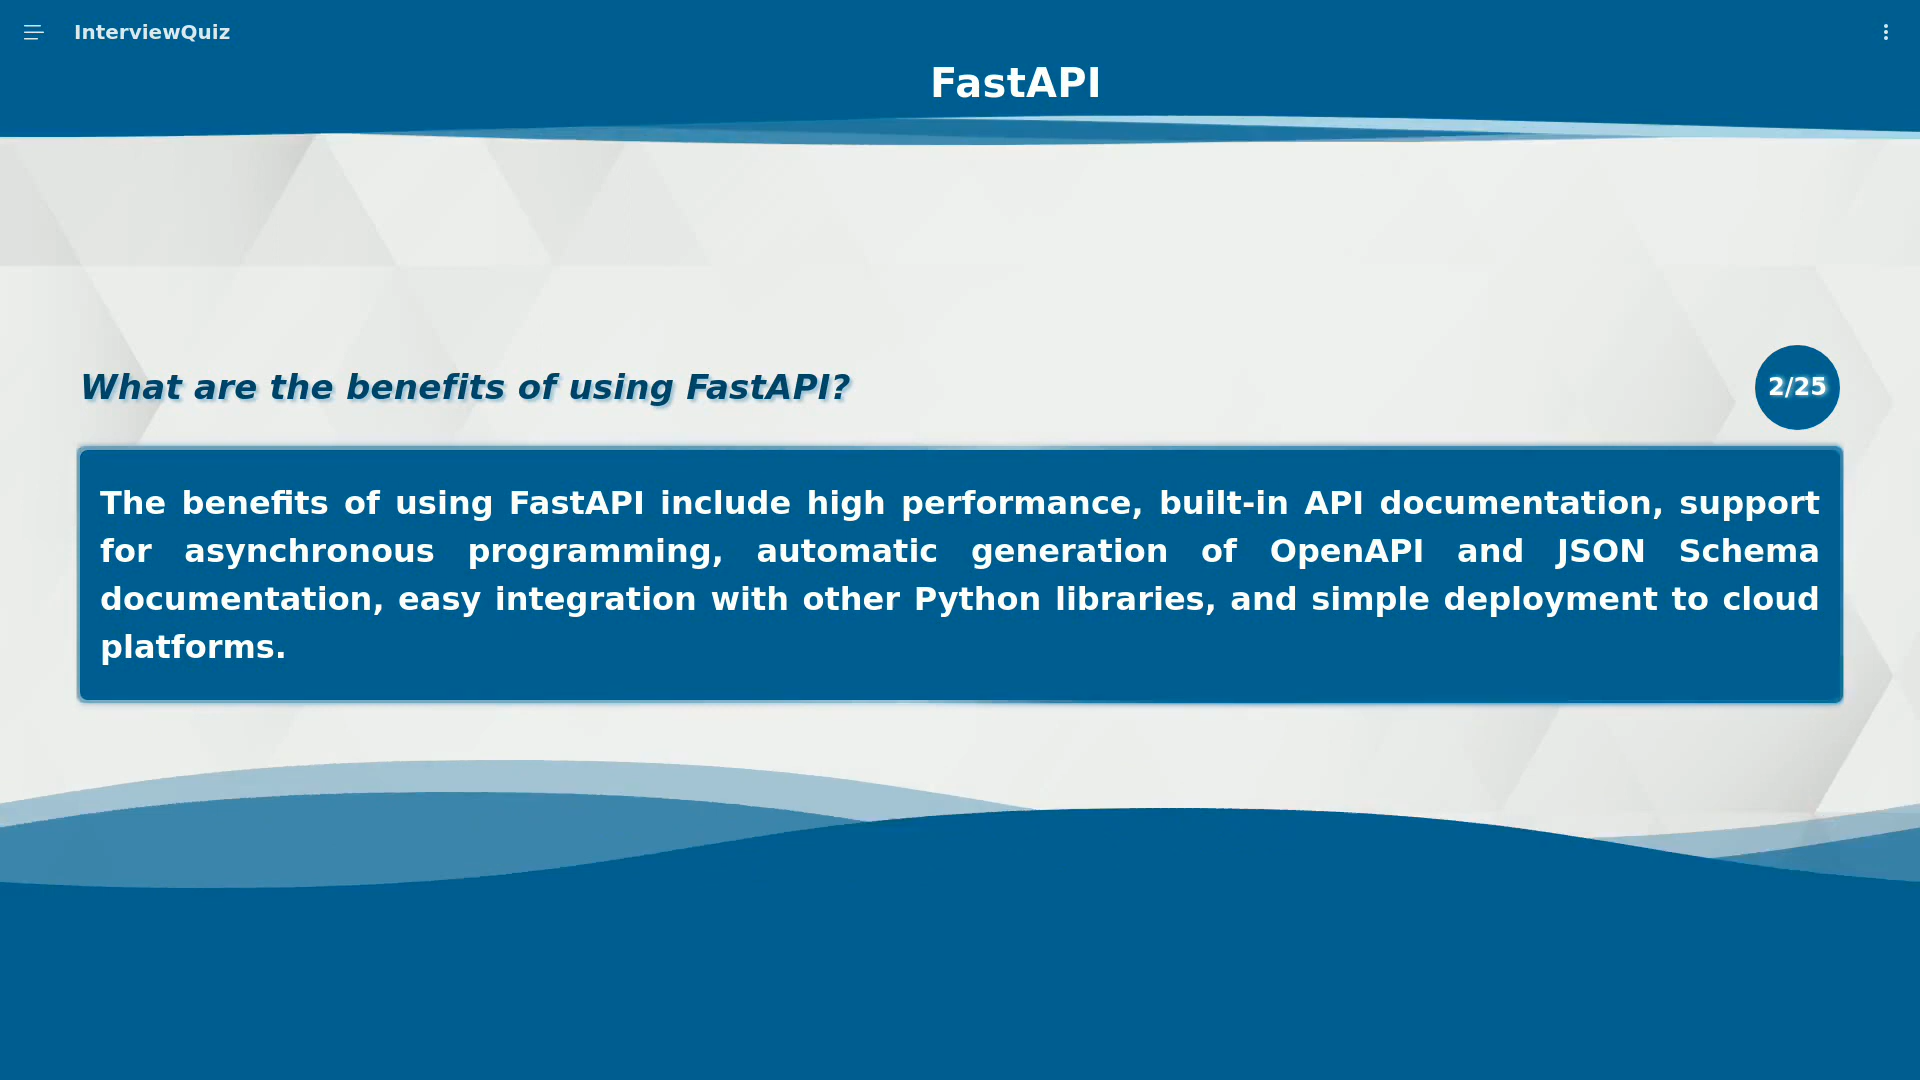 InterviewQuiz
FastAPI
What are the benefits of using FastAPI?
2/25
The benefits of using FastAPI include high performance, built-in API documentation, support
for asynchronous programming, automatic generation of OpenAPI and JSON Schema
documentation, easy integration with other Python libraries, and simple deployment to cloud
platforms.